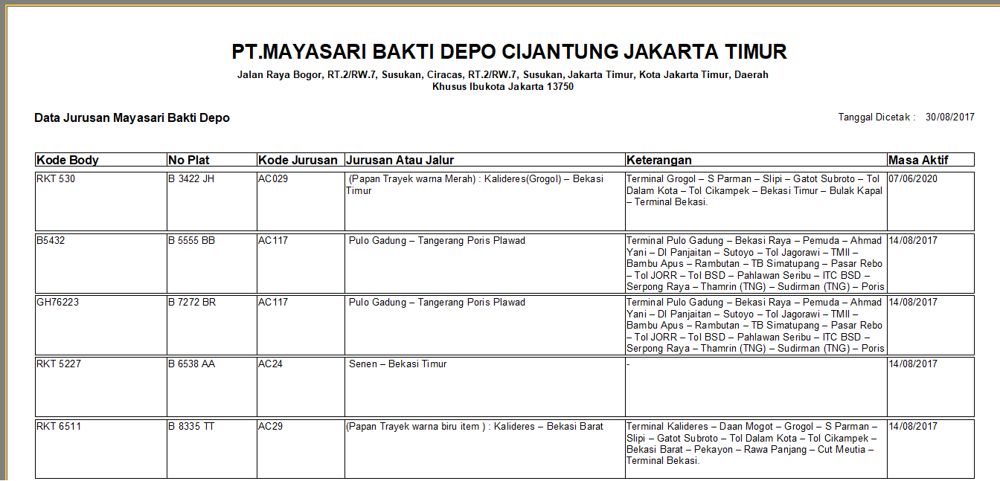 PT.MAYASARI BAKTI DEPO CIJANTUNG JAKARTA TIMUR
Jalan Raya Bogor, RT.2/RW.7, Susukan, Ciracas, RT.2/RW.7, Susukan, Jakarta Timur, Kota Jakarta Timur, Daerah
Khusus Ibukota Jakarta 13750
Data Jurusan Mayasari Bakti Depo
Tanggal Dicetak : 30/08/2017
Kode Body No Plat Kode Jurusan Jurusan Atau Jalur Keterangan Masa Aktif
RKT 530 B 3422 JH AC029 (Papan Trayek warna Merah) : Kalideres(Grogol) – Bekasi Terminal Grogol – S Parman – Slipi – Gatot Subroto – Tol 07/06/2020
Timur Dalam Kota – Tol Cikampek – Bekasi Timur – Bulak Kapal
– Terminal Bekasi.
B5432 B 5555 BB AC117 Pulo Gadung – Tangerang Poris Plawad Terminal Pulo Gadung – Bekasi Raya – Pemuda – Ahmad 14/08/2017
Yani – DI Panjaitan – Sutoyo – Tol Jagorawi – TMII –
Bambu Apus – Rambutan – TB Simatupang – Pasar Rebo
– Tol JORR – Tol BSD – Pahlawan Seribu – ITC BSD –
Serpong Raya – Thamrin (TNG) – Sudirman (TNG) – Poris
GH76223 B 7272 BR AC117 Pulo Gadung – Tangerang Poris Plawad Terminal Pulo Gadung – Bekasi Raya – Pemuda – Ahmad 14/08/2017
Yani – DI Panjaitan – Sutoyo – Tol Jagorawi – TMII –
Bambu Apus – Rambutan – TB Simatupang – Pasar Rebo
– Tol JORR – Tol BSD – Pahlawan Seribu – ITC BSD –
Serpong Raya – Thamrin (TNG) – Sudirman (TNG) – Poris
RKT 5227 B 6538 AA AC24 Senen – Bekasi Timur - 14/08/2017
RKT 6511 B 8335 TT AC29 (Papan Trayek warna biru item ) : Kalideres – Bekasi Barat Terminal Kalideres – Daan Mogot – Grogol – S Parman – 14/08/2017
Slipi – Gatot Subroto – Tol Dalam Kota – Tol Cikampek –
Bekasi Barat – Pekayon – Rawa Panjang – Cut Meutia –
Terminal Bekasi.